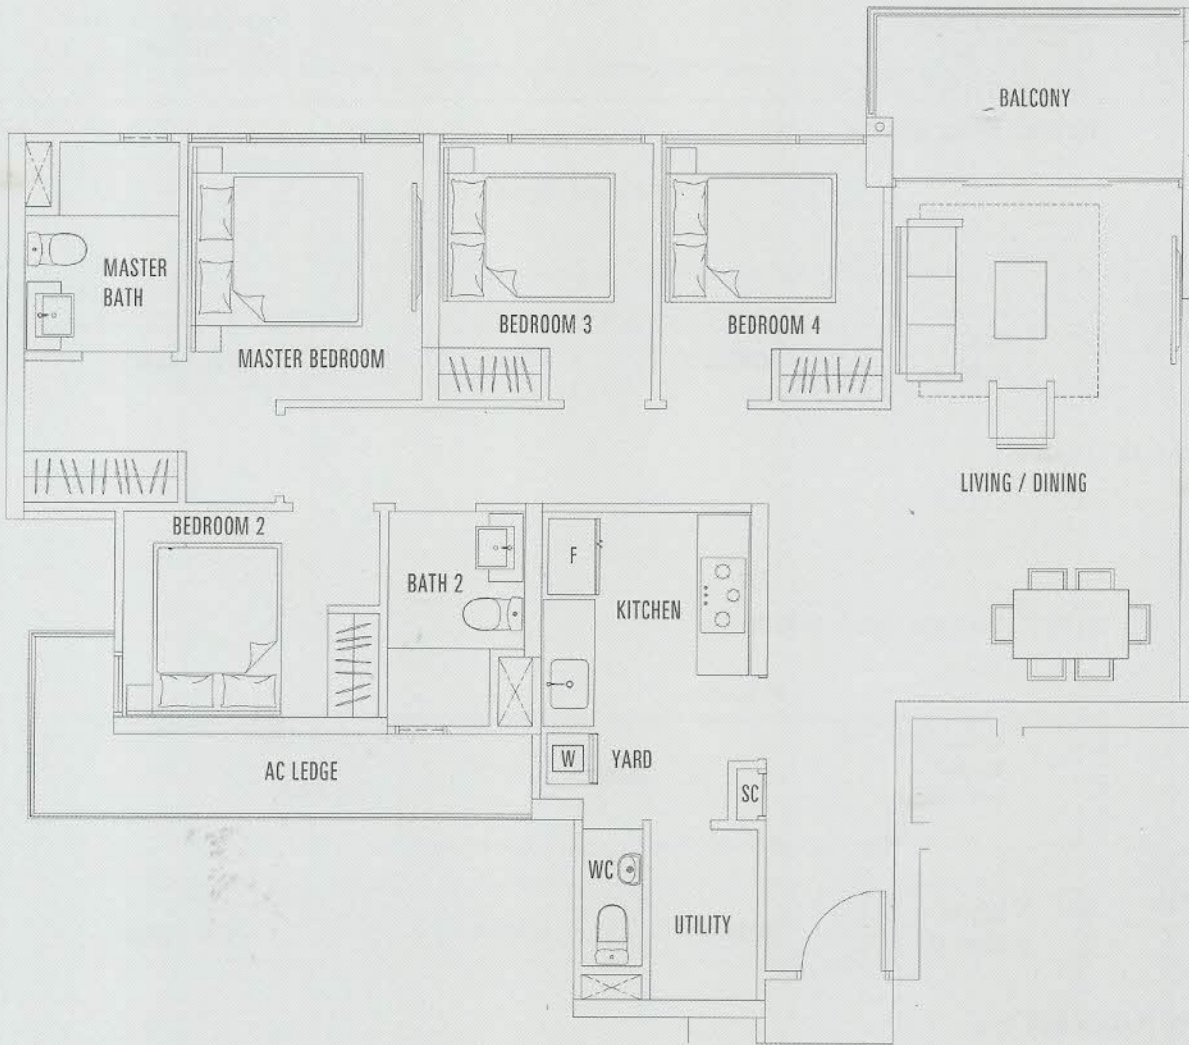 BALCONY
MASTER
BATH
MASTER BEDROOM
BEDROOM 3
BEDROOM 4
LIVING / DINING
BEDROOM 2
BATH 2
F
KITCHEN
AC LEDGE
W
YARD
SC
WC
UTILITY